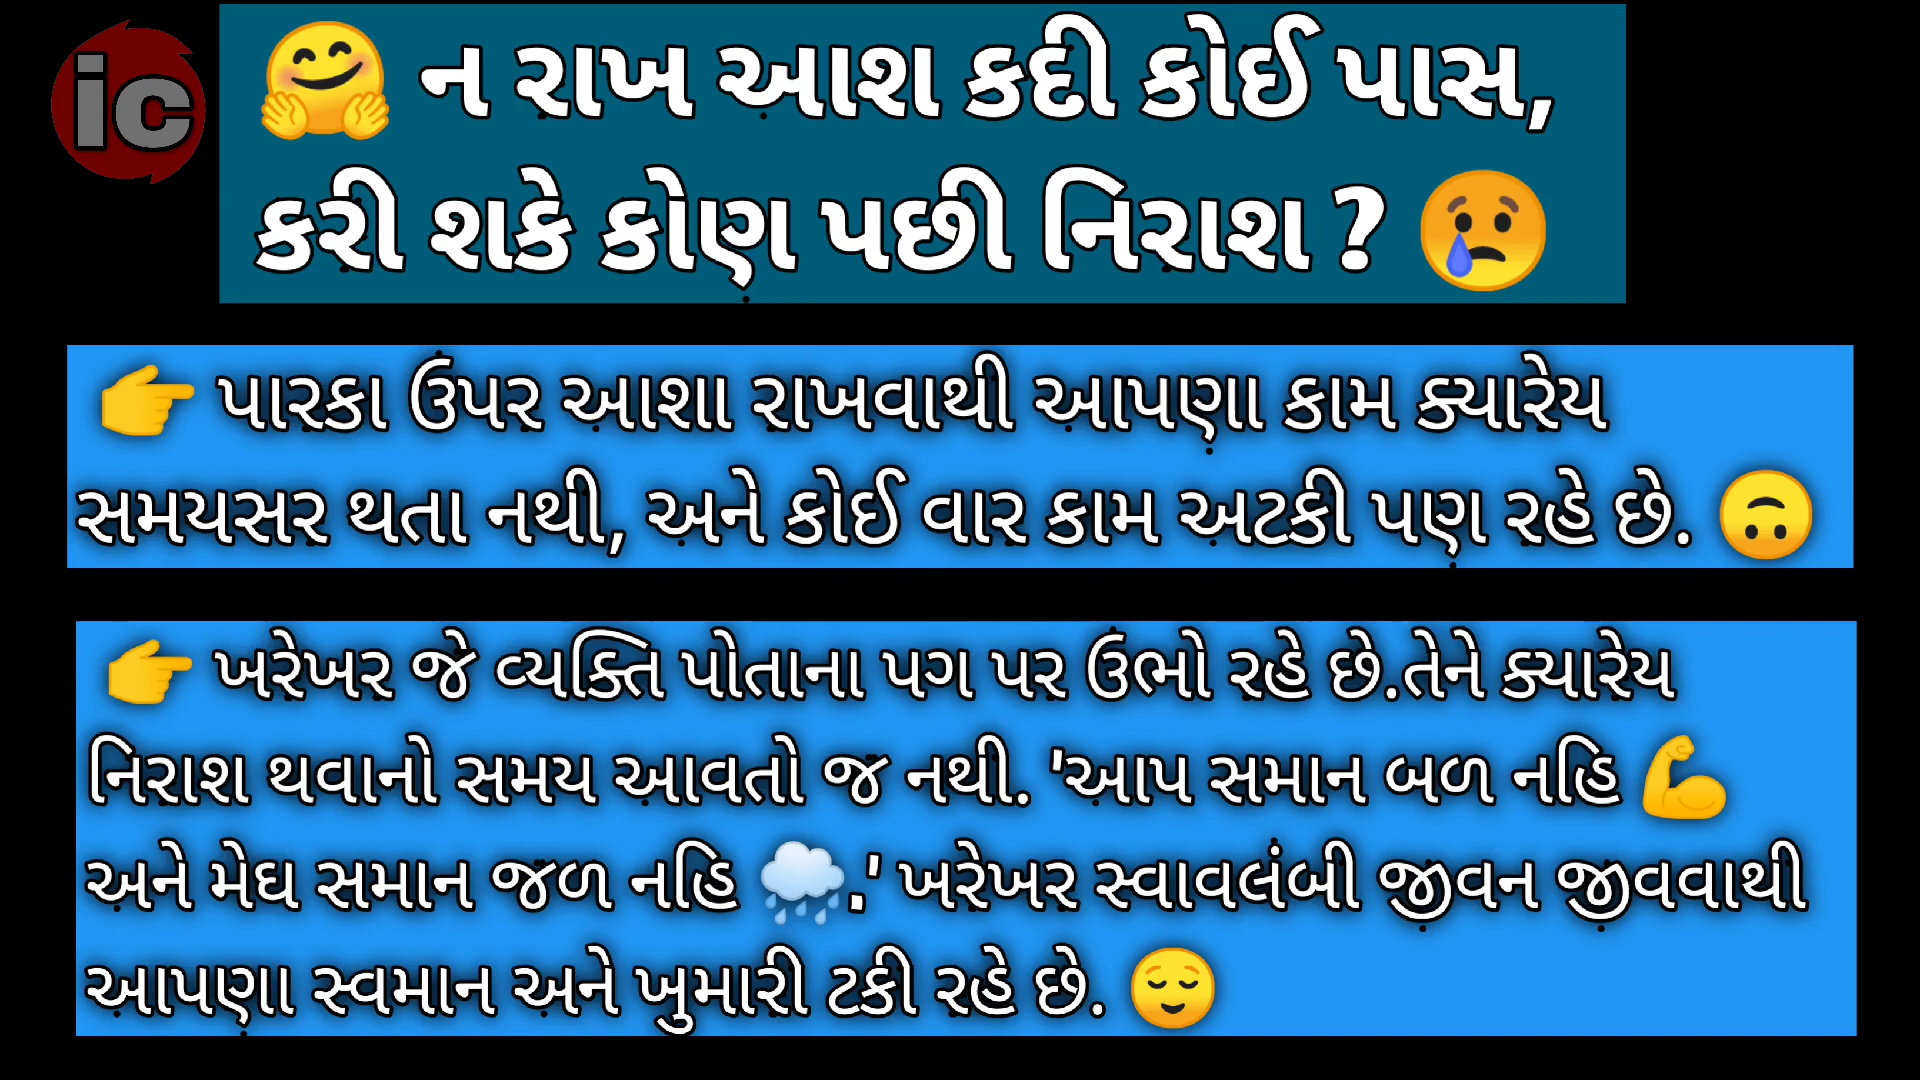 ic
🤗 ન રાખ આશ કદી કોઈ પાસ,
કરી શકે કોણ પછી નિરાશ ? 😢
👉 પારકા ઉપર આશા રાખવાથી આપણા કામ ક્યારેય
સમયસર થતા નથી, અને કોઈ વાર કામ અટકી પણ રહે છે. 🙃
👉 ખરેખર જે વ્યક્તિ પોતાના પગ પર ઉભો રહે છે.તેને ક્યારેય
નિરાશ થવાનો સમય આવતો જ નથી. 'આપ સમાન બળ નહિ 💪
અને મેઘ સમાન જળ નહિ 🌧️.' ખરેખર સ્વાવલંબી જીવન જીવવાથી
આપણા સ્વમાન અને ખુમારી ટકી રહે છે. 😌